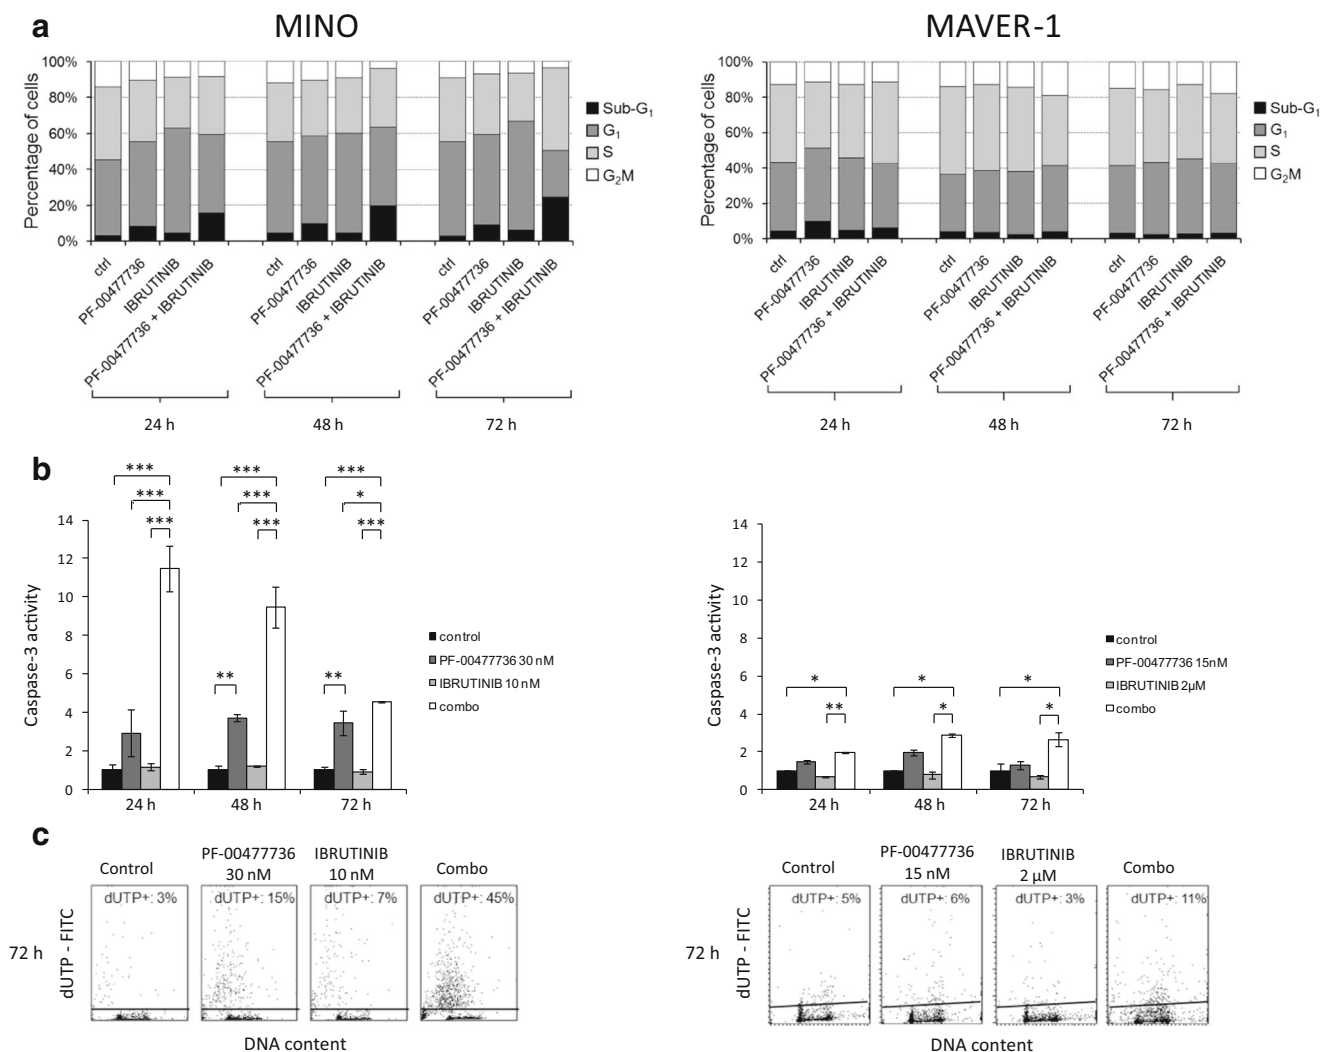 a
MINO
MAVER-1
100%
80%
60%
40%
20%
0%
Percentage of cells
Sub-G₁
G₁
S
G₂M
ctrl
PF-00477736
IBRUTINIB
PF-00477736 + IBRUTINIB
ctrl
PF-00477736
IBRUTINIB
PF-00477736 + IBRUTINIB
ctrl
PF-00477736
IBRUTINIB
PF-00477736 + IBRUTINIB
24 h
48 h
72 h
100%
80%
60%
40%
20%
0%
Percentage of cells
Sub-G₁
G₁
S
G₂M
ctrl
PF-00477736
IBRUTINIB
PF-00477736 + IBRUTINIB
ctrl
PF-00477736
IBRUTINIB
PF-00477736 + IBRUTINIB
ctrl
PF-00477736
IBRUTINIB
PF-00477736 + IBRUTINIB
24 h
48 h
72 h
b
*** *** ***
*** *** *
*** *** ***
** **
14
12
10
8
6
4
2
0
Caspase-3 activity
24 h
48 h
72 h
control
PF-00477736 30 nM
IBRUTINIB 10 nM
combo
* * *
** * *
14
12
10
8
6
4
2
0
Caspase-3 activity
24 h
48 h
72 h
control
PF-00477736 15nM
IBRUTINIB 2µM
combo
c
Control
PF-00477736
30 nM
IBRUTINIB
10 nM
Combo
dUTP+: 3%
dUTP+: 15%
dUTP+: 7%
dUTP+: 45%
72 h
dUTP - FITC
DNA content
Control
PF-00477736
15 nM
IBRUTINIB
2 µM
Combo
dUTP+: 5%
dUTP+: 6%
dUTP+: 3%
dUTP+: 11%
72 h
dUTP - FITC
DNA content